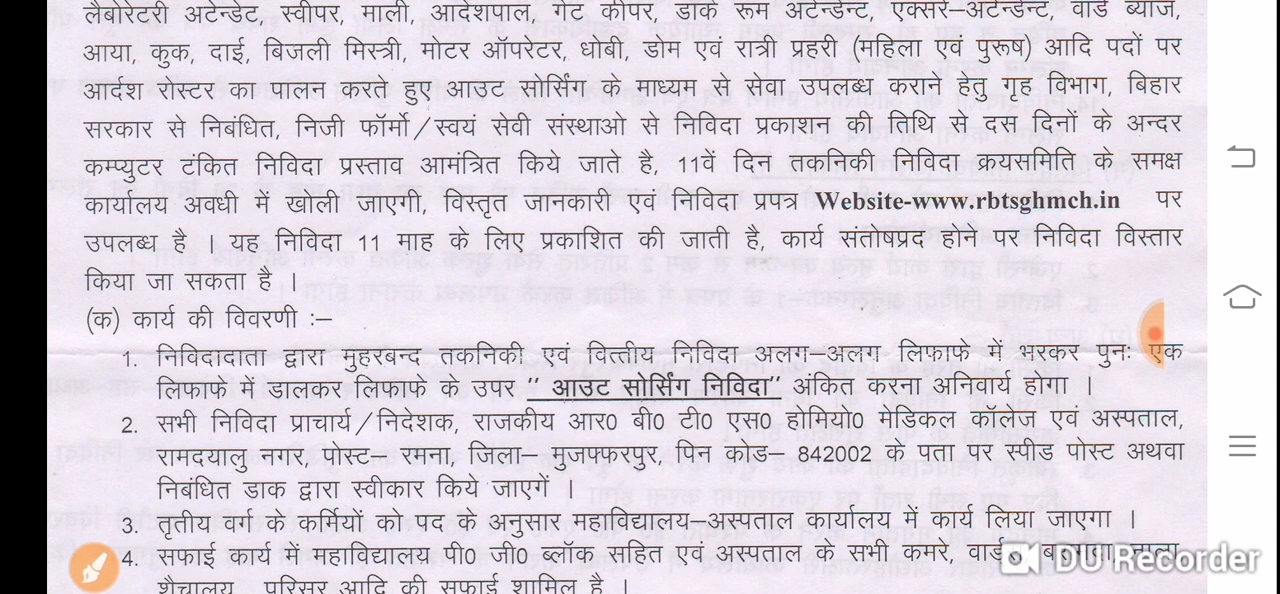 लैबोरेटरी अटेन्डेंट, स्वीपर, माली, आदेशपाल, गेट कीपर, डार्क रूम अटेन्डेन्ट, एक्सरे–अटेन्डेन्ट, वार्ड ब्याज,
आया, कुक, दाई, बिजली मिस्त्री, मोटर ऑपरेटर, धोबी, डोम एवं रात्री प्रहरी (महिला एवं पुरूष) आदि पदों पर
आर्दश रोस्टर का पालन करते हुए आउट सोर्सिंग के माध्यम से सेवा उपलब्ध कराने हेतु गृह विभाग, बिहार
सरकार से निबंधित, निजी फॉर्मो/स्वयं सेवी संस्थाओ से निविदा प्रकाशन की तिथि से दस दिनों के अन्दर
कम्प्युटर टंकित निविदा प्रस्ताव आमंत्रित किये जाते है, 11वें दिन तकनिकी निविदा क्रयसमिति के समक्ष
कार्यालय अवधी में खोली जाएगी, विस्तृत जानकारी एवं निविदा प्रपत्र Website-www.rbtsghmch.in पर
उपलब्ध है । यह निविदा 11 माह के लिए प्रकाशित की जाती है, कार्य संतोषप्रद होने पर निविदा विस्तार
किया जा सकता है ।
(क) कार्य की विवरणी :–
1. निविदादाता द्वारा मुहरबन्द तकनिकी एवं वित्तीय निविदा अलग–अलग लिफाफे में भरकर पुनः एक
लिफाफे में डालकर लिफाफे के उपर " आउट सोर्सिंग निविदा" अंकित करना अनिवार्य होगा ।
2. सभी निविदा प्राचार्य/निदेशक, राजकीय आर0 बी0 टी0 एस0 होमियो0 मेडिकल कॉलेज एवं अस्पताल,
रामदयालु नगर, पोस्ट– रमना, जिला– मुजफ्फरपुर, पिन कोड– 842002 के पता पर स्पीड पोस्ट अथवा
निबंधित डाक द्वारा स्वीकार किये जाएगें ।
3. तृतीय वर्ग के कर्मियों को पद के अनुसार महाविद्यालय–अस्पताल कार्यालय में कार्य लिया जाएगा ।
4. सफाई कार्य में महाविद्यालय पी0 जी0 ब्लॉक सहित एवं अस्पताल के सभी कमरे, वार्ड,
शैचालय परिसर आदि की सफाई शामिल है ।
DU Recorder